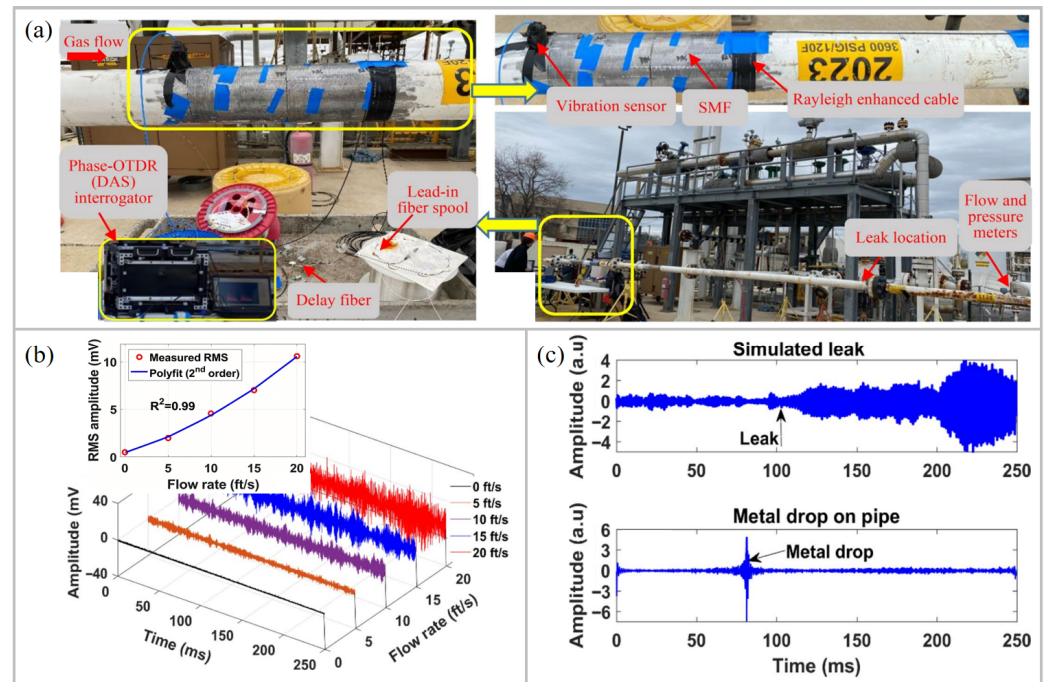 (a)
Gas flow
3
120F
Vibration sensor
SMF
Rayleigh enhanced cable
3600 PSIG/120F
2023
Phase-OTDR
(DAS)
interrogator
Lead-in
fiber spool
Delay fiber
Leak location
Flow and
pressure
meters
(b)
RMS amplitude (mV)
10
5
0
Measured RMS
Polyfit (2nd order)
R2=0.99
0 5 10 15 20
Flow rate (ft/s)
Amplitude (mV)
40
0
-40
0 50 100 150 200 250
Time (ms)
0 5 10 15 20
Flow rate (ft/s)
0 ft/s
5 ft/s
10 ft/s
15 ft/s
20 ft/s
(c)
Simulated leak
Amplitude (a.u)
4
2
0
-2
-4
Leak
0 50 100 150 200 250
Metal drop on pipe
Amplitude (a.u)
6
3
0
-3
-6
Metal drop
0 50 100 150 200 250
Time (ms)